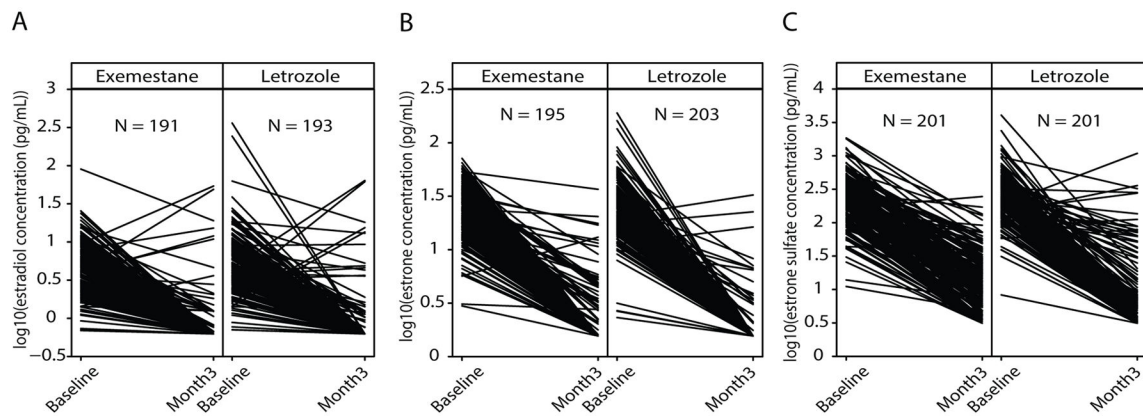 A
Exemestane
Letrozole
N = 191
N = 193
log10(estradiol concentration (pg/mL))
3
2.5
2
1.5
1
0.5
0
−0.5
Baseline
Month3
Baseline
Month3
B
Exemestane
Letrozole
N = 195
N = 203
log10(estrone concentration (pg/mL))
2.5
2
1.5
1
0.5
0
Baseline
Month3
Baseline
Month3
C
Exemestane
Letrozole
N = 201
N = 201
log10(estrone sulfate concentration (pg/mL))
4
3.5
3
2.5
2
1.5
1
0.5
0
Baseline
Month3
Baseline
Month3